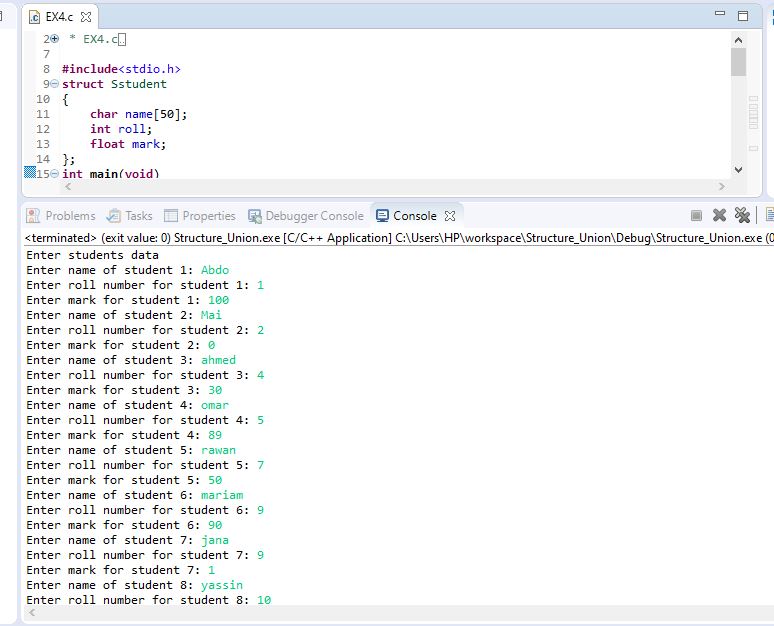 EX4.c
2 * EX4.c
7
8 #include<stdio.h>
9 struct Sstudent
10 {
11 char name[50];
12 int roll;
13 float mark;
14 };
15 int main(void)
Problems Tasks Properties Debugger Console Console
<terminated> (exit value: 0) Structure_Union.exe [C/C++ Application] C:\Users\HP\workspace\Structure_Union\Debug\Structure_Union.exe (0
Enter students data
Enter name of student 1: Abdo
Enter roll number for student 1: 1
Enter mark for student 1: 100
Enter name of student 2: Mai
Enter roll number for student 2: 2
Enter mark for student 2: 0
Enter name of student 3: ahmed
Enter roll number for student 3: 4
Enter mark for student 3: 30
Enter name of student 4: omar
Enter roll number for student 4: 5
Enter mark for student 4: 89
Enter name of student 5: rawan
Enter roll number for student 5: 7
Enter mark for student 5: 50
Enter name of student 6: mariam
Enter roll number for student 6: 9
Enter mark for student 6: 90
Enter name of student 7: jana
Enter roll number for student 7: 9
Enter mark for student 7: 1
Enter name of student 8: yassin
Enter roll number for student 8: 10